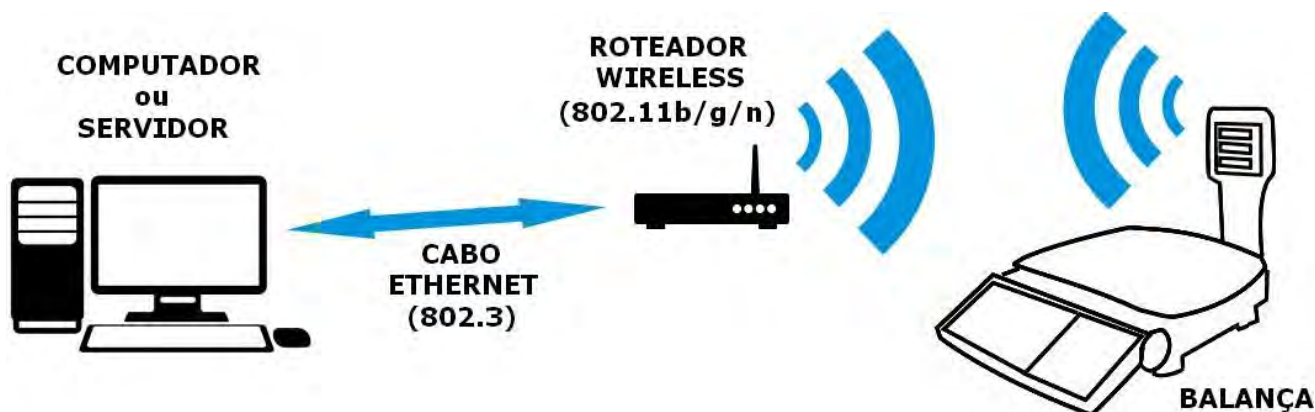 COMPUTADOR
ou
SERVIDOR
ROTEADOR
WIRELESS
(802.11b/g/n)
CABO
ETHERNET
(802.3)
BALANÇA